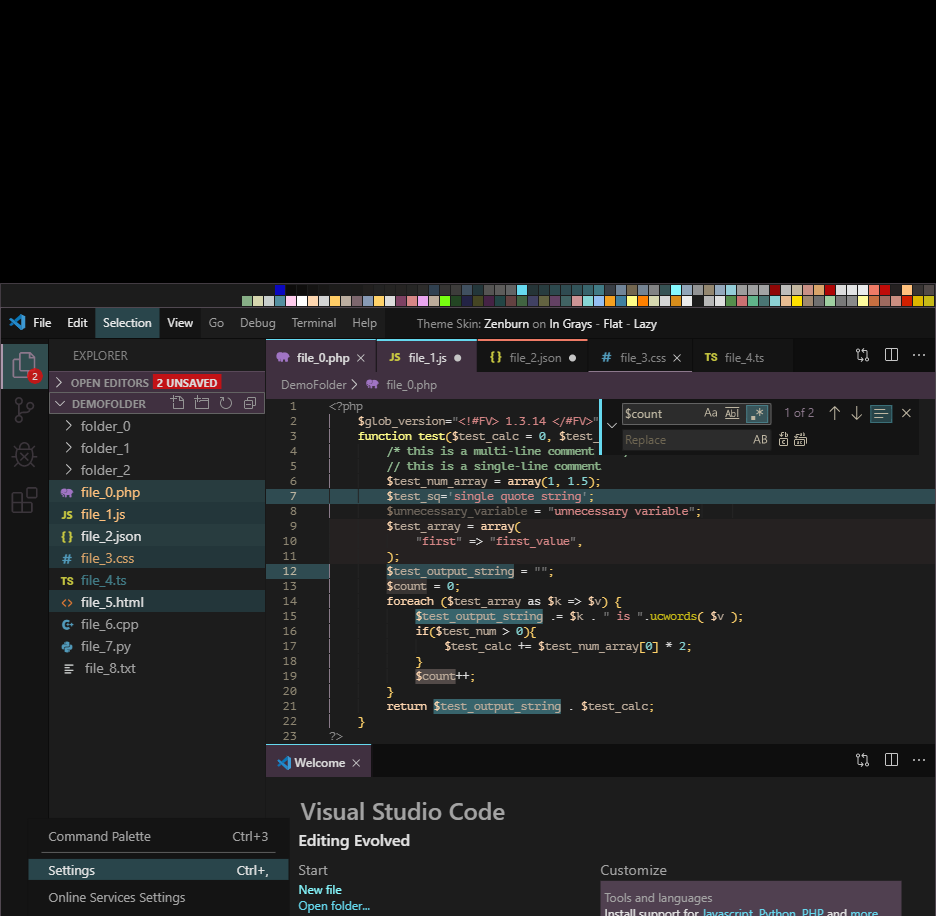 File Edit Selection View Go Debug Terminal Help Theme Skin: Zenburn on In Grays - Flat - Lazy
2
EXPLORER
OPEN EDITORS 2 UNSAVED
DEMOFOLDER
folder_0
folder_1
folder_2
file_0.php
JS file_1.js
{} file_2.json
# file_3.css
TS file_4.ts
<> file_5.html
file_6.cpp
file_7.py
file_8.txt
file_0.php × JS file_1.js ● {} file_2.json ● # file_3.css × TS file_4.ts
DemoFolder > file_0.php
$count Aa Abl .* 1 of 2
Replace AB
1 <?php
2 $glob_version="<!#FV> 1.3.14 </#FV>"
3 function test($test_calc = 0, $test_
4 /* this is a multi-line comment
5 // this is a single-line comment
6 $test_num_array = array(1, 1.5);
7 $test_sq='single quote string';
8 $unnecessary_variable = "unnecessary variable";
9 $test_array = array(
10 "first" => "first_value",
11 );
12 $test_output_string = "";
13 $count = 0;
14 foreach ($test_array as $k => $v) {
15 $test_output_string .= $k . " is ".ucwords( $v );
16 if($test_num > 0){
17 $test_calc += $test_num_array[0] * 2;
18 }
19 $count++;
20 }
21 return $test_output_string . $test_calc;
22 }
23 ?>
Welcome ×
Visual Studio Code
Editing Evolved
Start
New file
Open folder...
Customize
Tools and languages
Install support for Javascript, Python, PHP and more
Command Palette Ctrl+3
Settings Ctrl+,
Online Services Settings